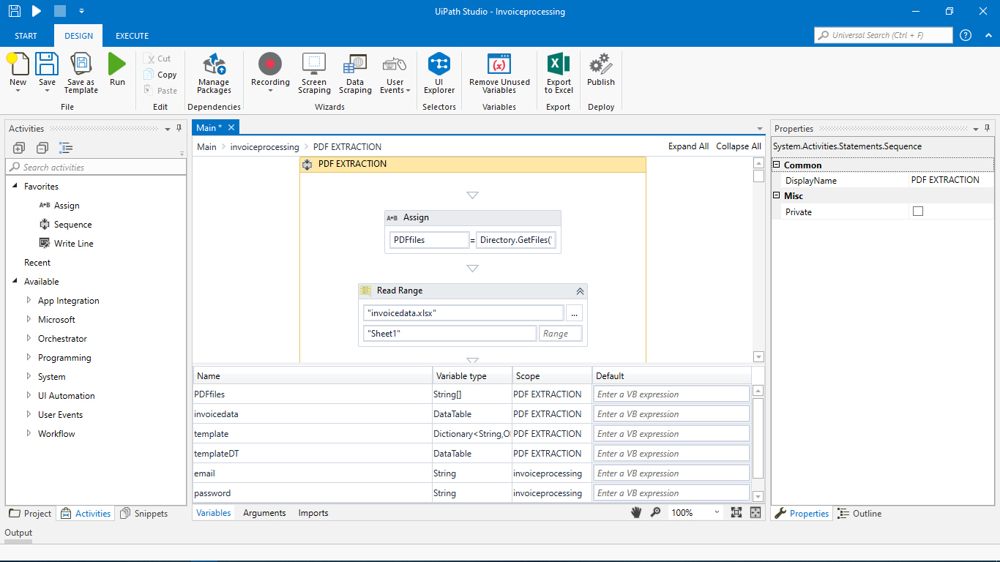 UiPath Studio - Invoiceprocessing
START DESIGN EXECUTE
Universal Search (Ctrl + F)
New Save Save as Template Run
File
Cut
Copy
Paste
Edit
Manage Packages
Dependencies
Recording Screen Scraping Data Scraping User Events
Wizards
UI Explorer
Selectors
Remove Unused Variables
Variables
Export to Excel
Export
Publish
Deploy
Activities
Search activities
Favorites
A+B Assign
Sequence
Write Line
Recent
Available
App Integration
Microsoft
Orchestrator
Programming
System
UI Automation
User Events
Workflow
Project Activities Snippets
Main *
Main invoiceprocessing PDF EXTRACTION Expand All Collapse All
PDF EXTRACTION
A+B Assign
PDFfiles = Directory.GetFiles("
Read Range
"invoicedata.xlsx" ...
"Sheet1" Range
Name Variable type Scope Default
PDFfiles String[] PDF EXTRACTION Enter a VB expression
invoicedata DataTable PDF EXTRACTION Enter a VB expression
template Dictionary<String,O PDF EXTRACTION Enter a VB expression
templateDT DataTable PDF EXTRACTION Enter a VB expression
email String invoiceprocessing Enter a VB expression
password String invoiceprocessing Enter a VB expression
Variables Arguments Imports 100%
Properties
System.Activities.Statements.Sequence
Common
DisplayName PDF EXTRACTION
Misc
Private
Properties Outline
Output